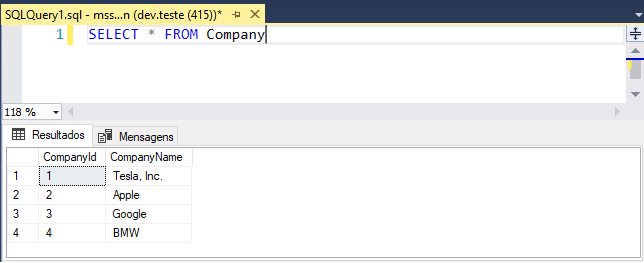 SQLQuery1.sql - mss...n (dev.teste (415))*
1 SELECT * FROM Company
118 %
Resultados Mensagens
CompanyId CompanyName
1 1 Tesla, Inc.
2 2 Apple
3 3 Google
4 4 BMW